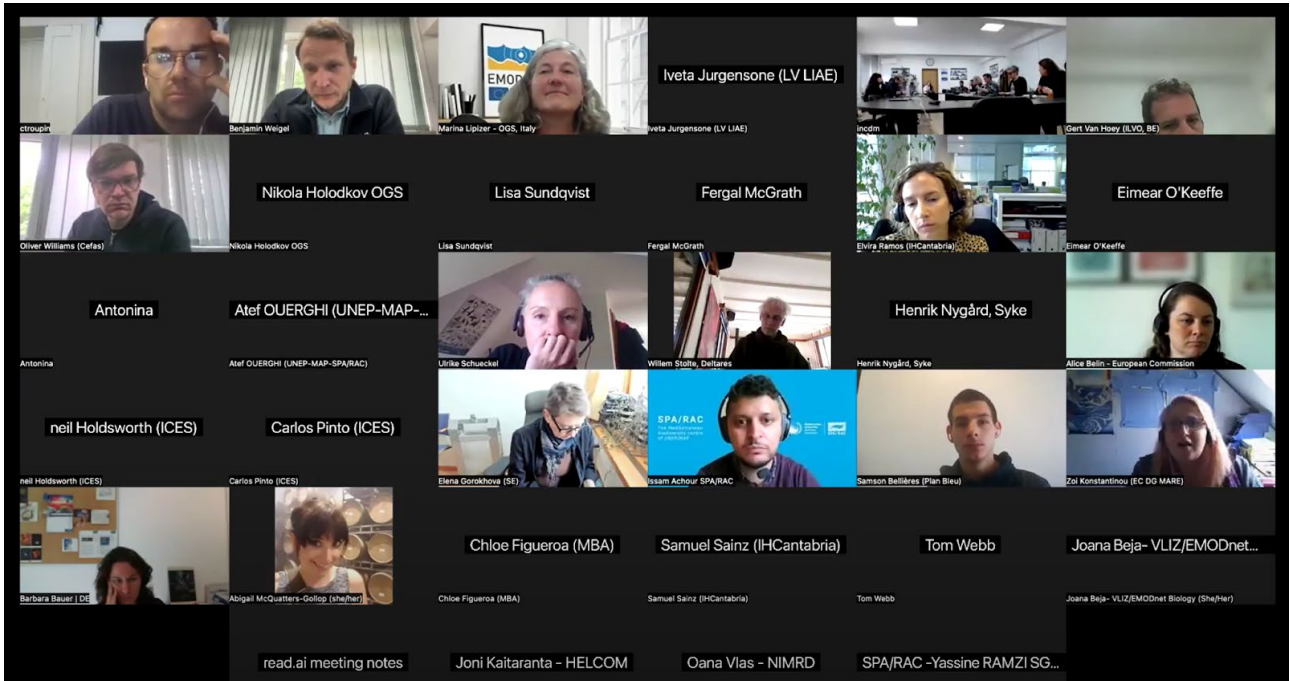 ctroupin
Benjamin Weigel
EMOD
Marina Lipizer - OGS, Italy
Iveta Jurgensone (LV LIAE)
Iveta Jurgensone (LV LIAE)
incdm
Gert Van Hoey (ILVO, BE)
Oliver Williams (Cefas)
Nikola Holodkov OGS
Nikola Holodkov OGS
Lisa Sundqvist
Lisa Sundqvist
Fergal McGrath
Fergal McGrath
Elvira Ramos (IHCantabria)
Eimear O'Keeffe
Eimear O'Keeffe
Antonina
Antonina
Atef OUERGHI (UNEP-MAP-...
Atef OUERGHI (UNEP-MAP-SPA/RAC)
Ulrike Schueckel
Willem Stolte, Deltares
Henrik Nygård, Syke
Henrik Nygård, Syke
Alice Belin - European Commission
neil Holdsworth (ICES)
neil Holdsworth (ICES)
Carlos Pinto (ICES)
Carlos Pinto (ICES)
Elena Gorokhova (SE)
SPA/RAC
Issam Achour SPA/RAC
Samson Bellières (Plan Bleu)
Zoi Konstantinou (EC DG MARE)
Barbara Bauer | DE
Abigail McQuatters-Gollop (she/her)
Chloe Figueroa (MBA)
Chloe Figueroa (MBA)
Samuel Sainz (IHCantabria)
Samuel Sainz (IHCantabria)
Tom Webb
Tom Webb
Joana Beja- VLIZ/EMODnet...
Joana Beja- VLIZ/EMODnet Biology (She/Her)
read.ai meeting notes
Joni Kaitaranta - HELCOM
Oana Vlas - NIMRD
SPA/RAC -Yassine RAMZI SG...